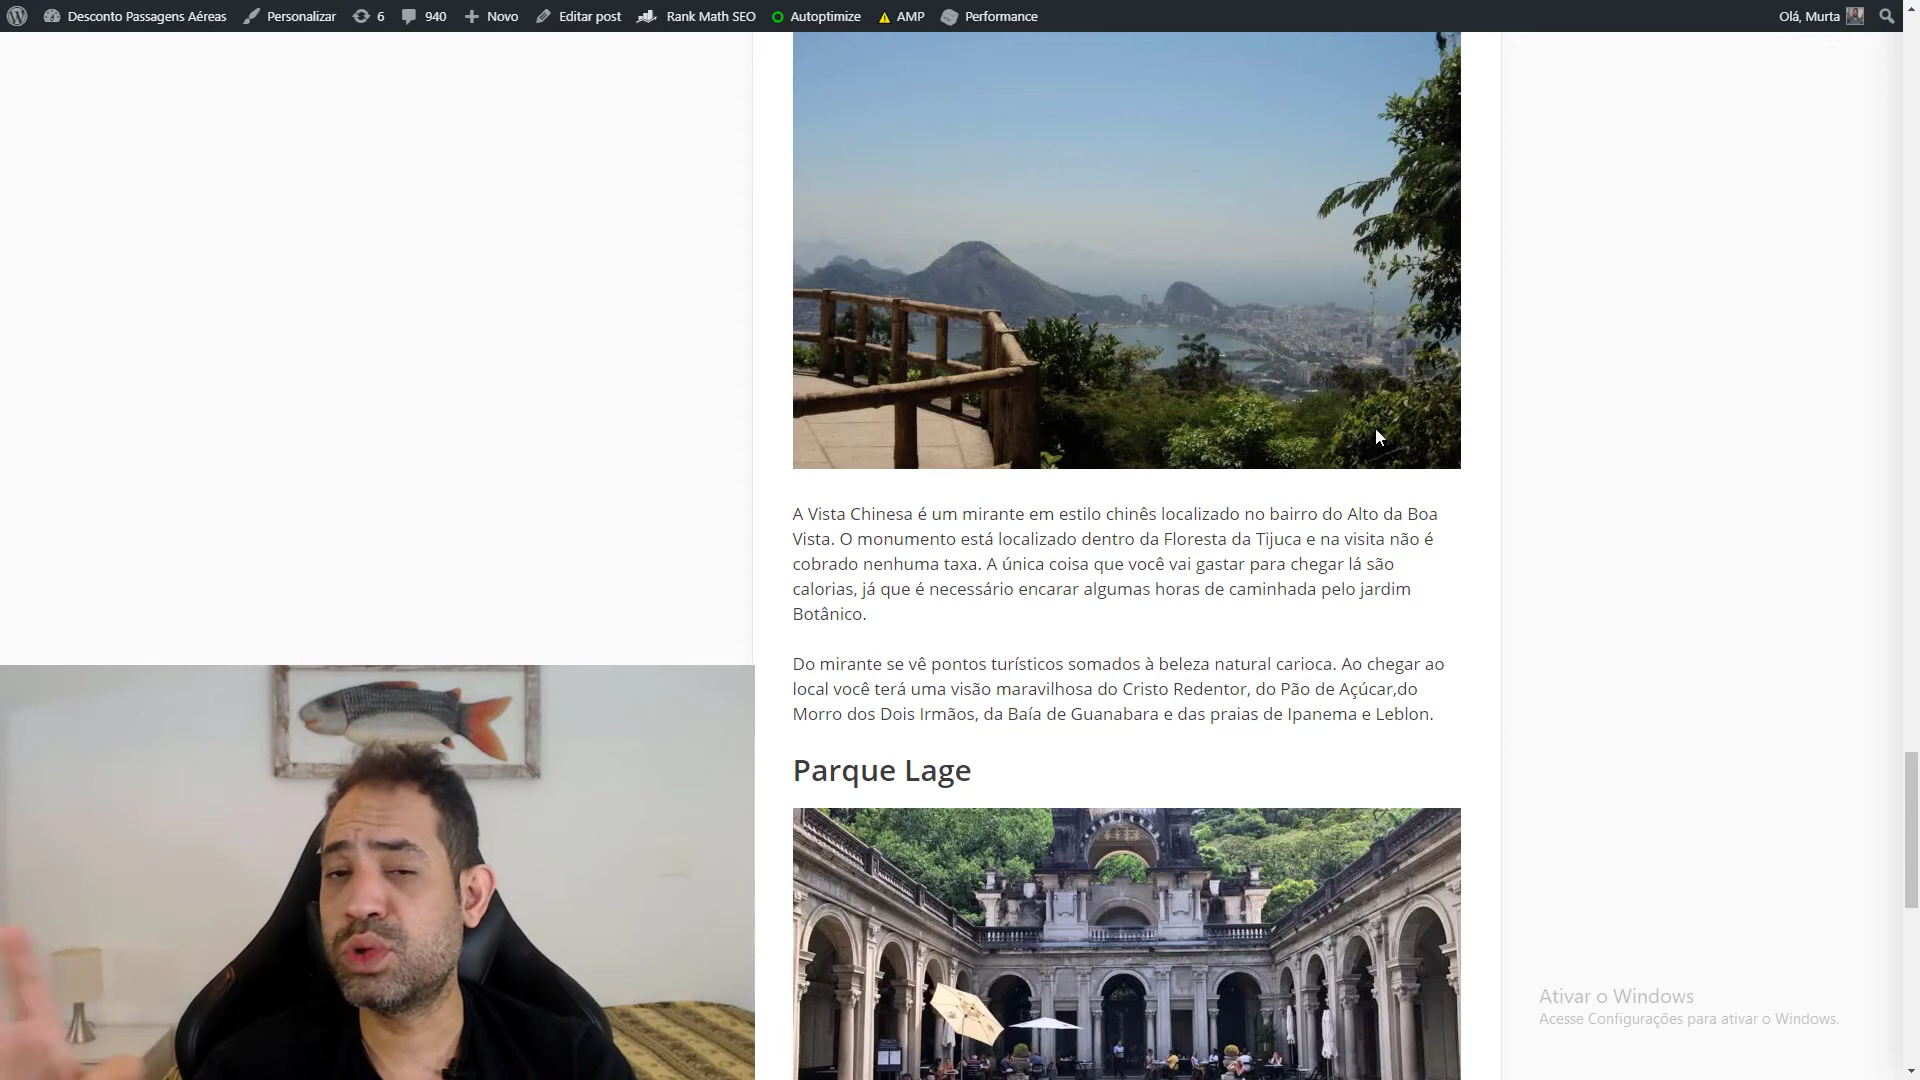 Desconto Passagens Aéreas Personalizar 6 940 Novo Editar post Rank Math SEO Autoptimize AMP Performance Olá, Murta
A Vista Chinesa é um mirante em estilo chinês localizado no bairro do Alto da Boa
Vista. O monumento está localizado dentro da Floresta da Tijuca e na visita não é
cobrado nenhuma taxa. A única coisa que você vai gastar para chegar lá são
calorias, já que é necessário encarar algumas horas de caminhada pelo jardim
Botânico.
Do mirante se vê pontos turísticos somados à beleza natural carioca. Ao chegar ao
local você terá uma visão maravilhosa do Cristo Redentor, do Pão de Açúcar,do
Morro dos Dois Irmãos, da Baía de Guanabara e das praias de Ipanema e Leblon.
Parque Lage
Ativar o Windows
Acesse Configurações para ativar o Windows.